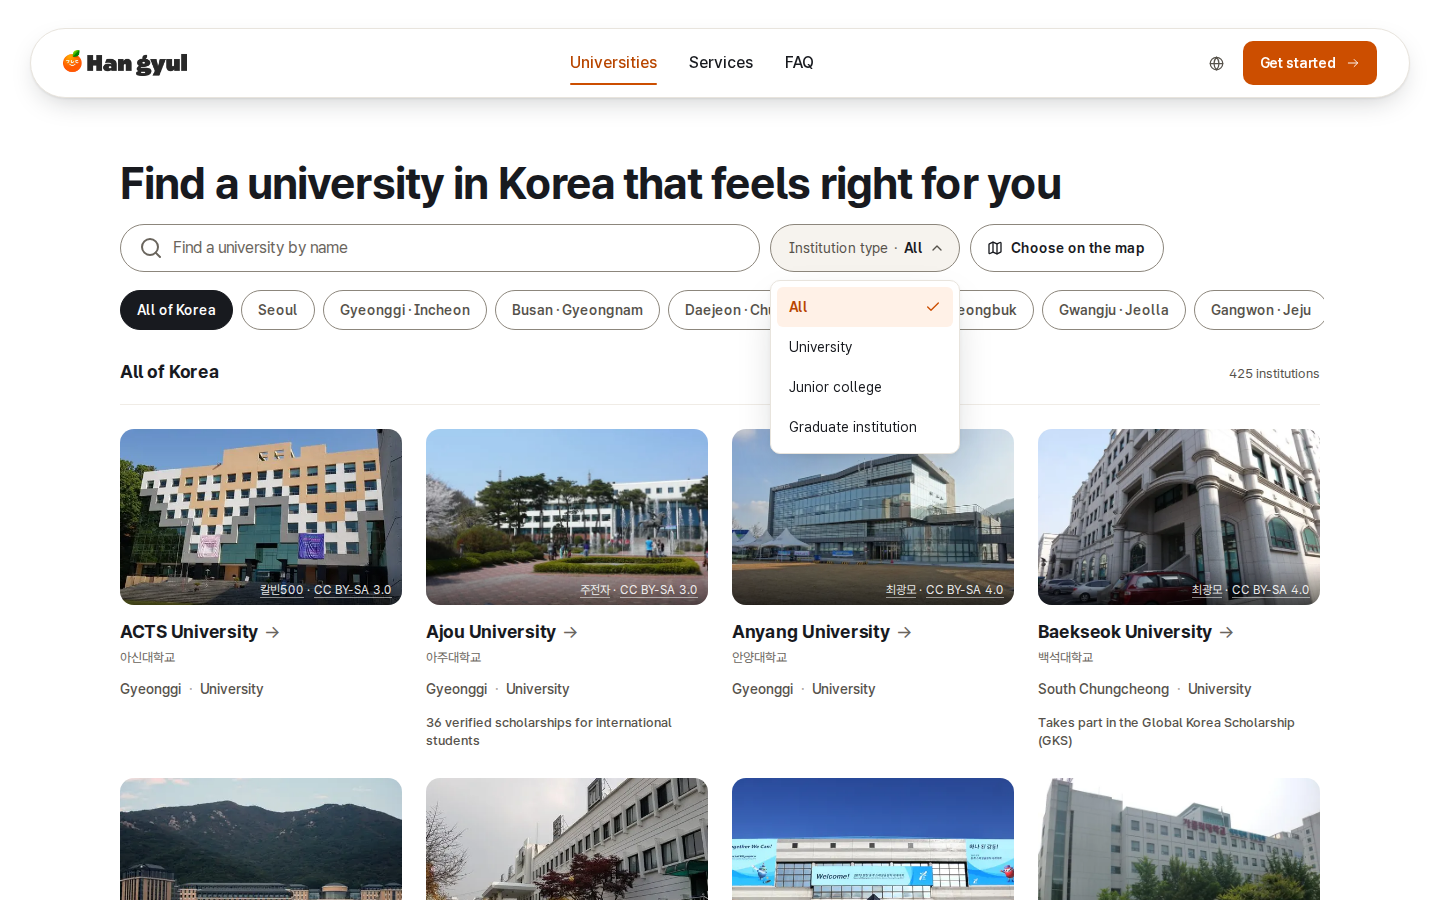 Han gyul
Universities
Services
FAQ
Get started
Find a university in Korea that feels right for you
Find a university by name
Institution type · All
Choose on the map
All of Korea
Seoul
Gyeonggi · Incheon
Busan · Gyeongnam
Daejeon ·
Gwangju · Jeolla
Gangwon · Jeju
All
University
Junior college
Graduate institution
All of Korea
425 institutions
칼빈500 · CC BY-SA 3.0
주전자 · CC BY-SA 3.0
최광모 · CC BY-SA 4.0
최광모 · CC BY-SA 4.0
ACTS University
아신대학교
Gyeonggi · University
Ajou University
아주대학교
Gyeonggi · University
36 verified scholarships for international
students
Anyang University
안양대학교
Gyeonggi · University
Baekseok University
백석대학교
South Chungcheong · University
Takes part in the Global Korea Scholarship
(GKS)
Welcome!